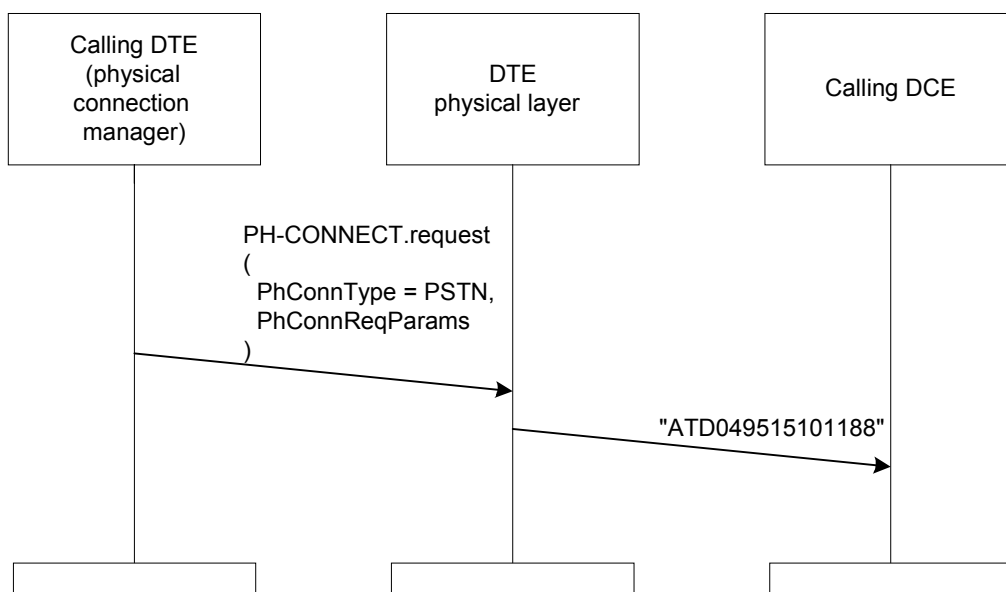 Calling DTE
(physical
connection
manager)
DTE
physical layer
Calling DCE
PH-CONNECT.request
(
PhConnType = PSTN,
PhConnReqParams
)
"ATD049515101188"